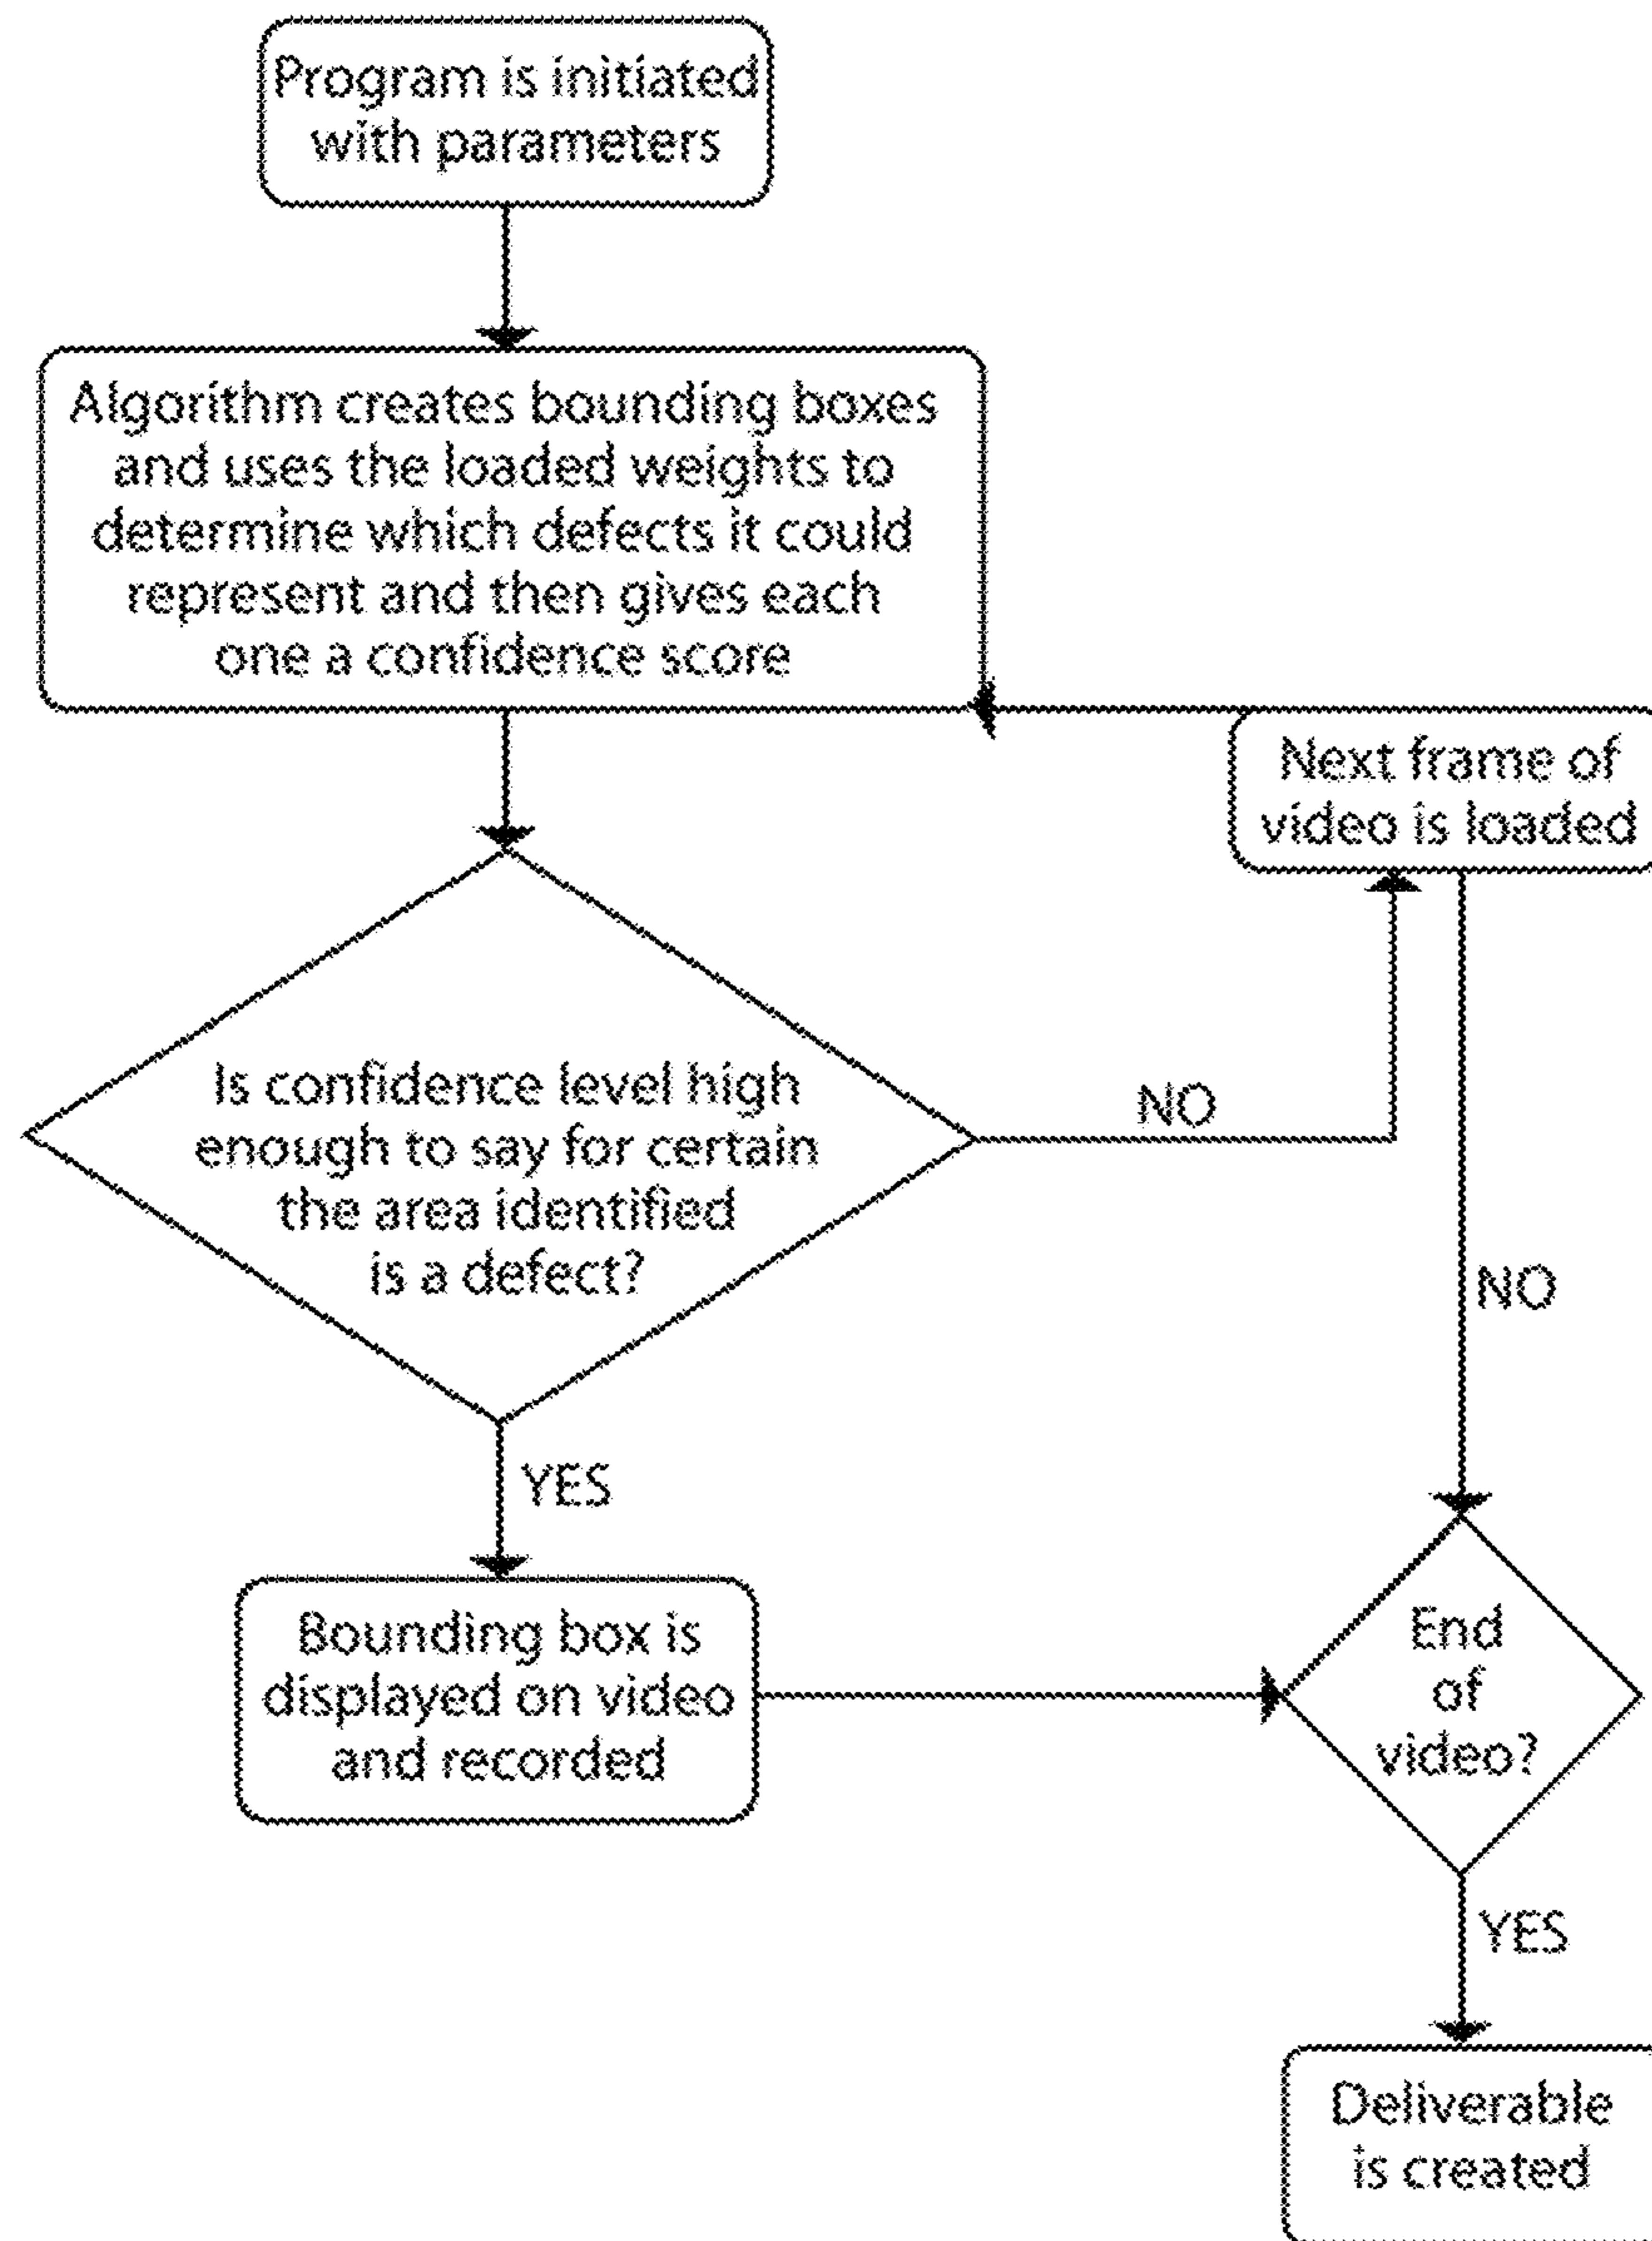 Program is initiated
with parameters
Algorithm creates bounding boxes
and uses the loaded weights to
determine which defects it could
represent and then gives each
one a confidence score
Next frame of
video is loaded
Is confidence level high
enough to say for certain
the area identified
is a defect?
NO
NO
YES
Bounding box is
displayed on video
and recorded
End
of
video?
YES
Deliverable
is created